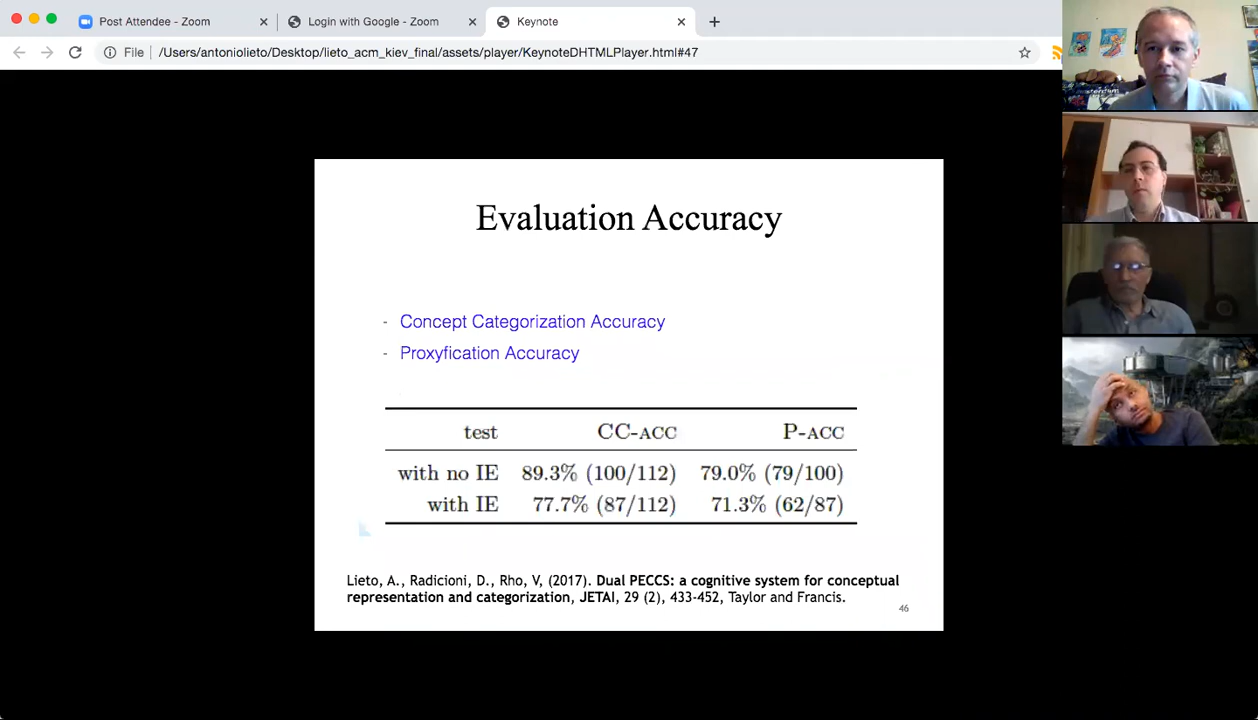 Post Attendee - Zoom
Login with Google - Zoom
Keynote
/Users/antoniolieto/Desktop/lieto_acm_kiev_final/assets/player/KeynoteDHTMLPlayer.html#47
Evaluation Accuracy
- Concept Categorization Accuracy
- Proxyfication Accuracy
test CC-ACC P-ACC
with no IE 89.3% (100/112) 79.0% (79/100)
with IE 77.7% (87/112) 71.3% (62/87)
Lieto, A., Radicioni, D., Rho, V, (2017). Dual PECCS: a cognitive system for conceptual
representation and categorization, JETAI, 29 (2), 433-452, Taylor and Francis.
46